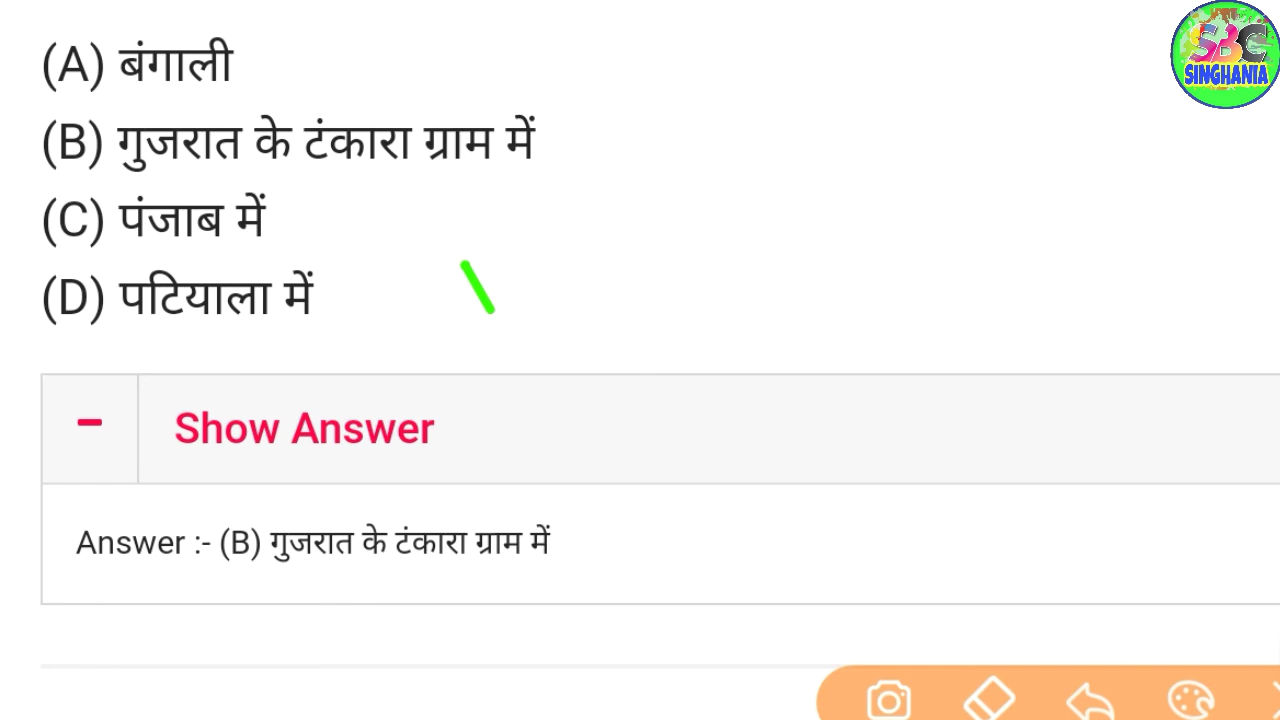 SBC
SINGHANIA
(A) बंगाली
(B) गुजरात के टंकारा ग्राम में
(C) पंजाब में
(D) पटियाला में
Show Answer
Answer :- (B) गुजरात के टंकारा ग्राम में